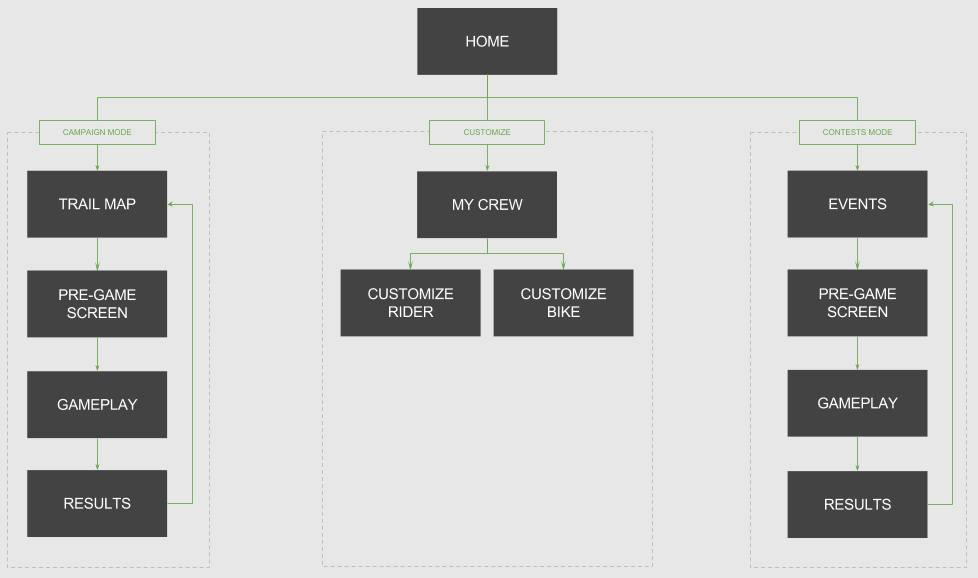 HOME
CAMPAIGN MODE
TRAIL MAP
PRE-GAME
SCREEN
GAMEPLAY
RESULTS
CUSTOMIZE
MY CREW
CUSTOMIZE
RIDER
CUSTOMIZE
BIKE
CONTESTS MODE
EVENTS
PRE-GAME
SCREEN
GAMEPLAY
RESULTS